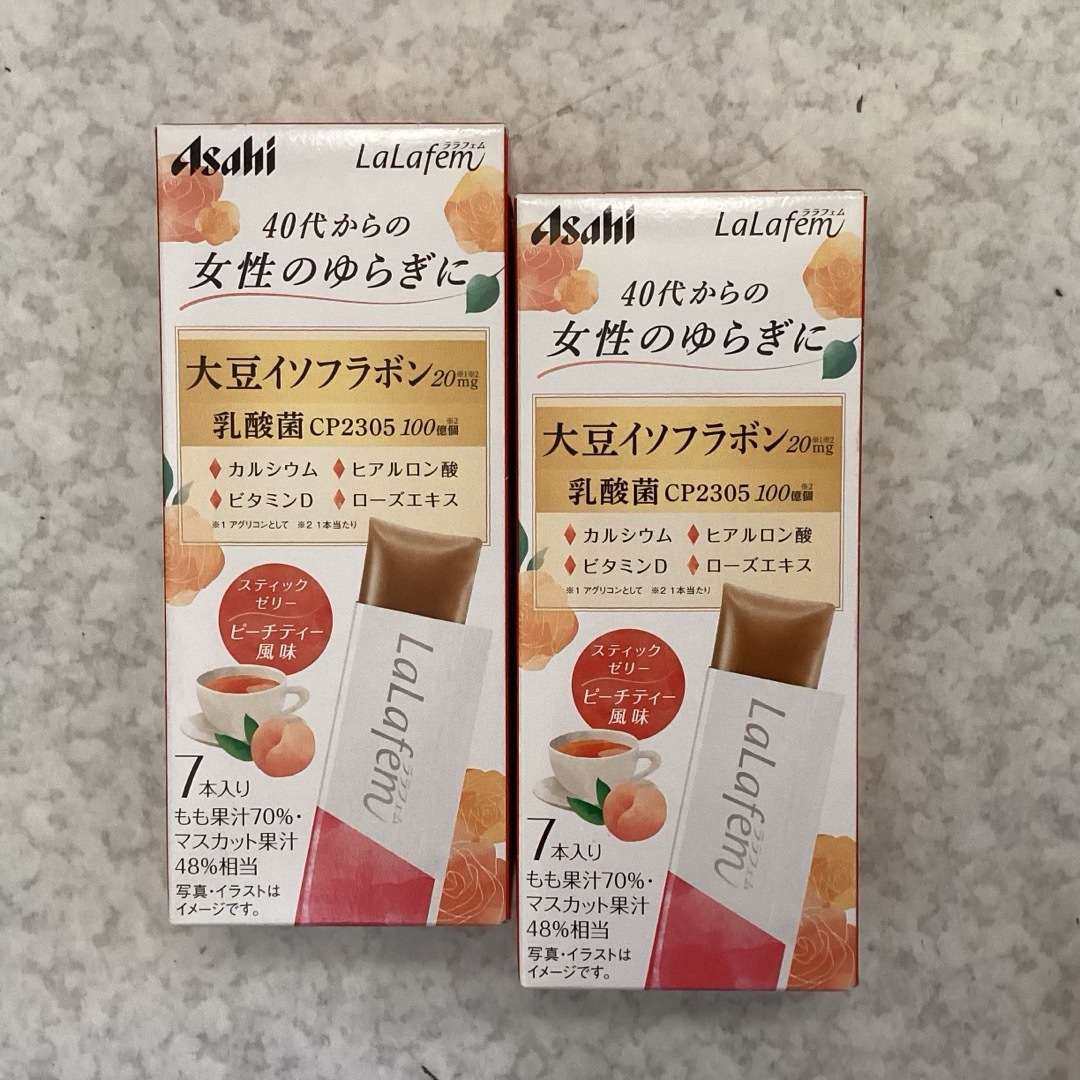 Asahi
LaLafem
ララフェム
40代からの
女性のゆらぎに
大豆イソフラボン20mg※1※2
乳酸菌CP2305 100億個※2
カルシウム ヒアルロン酸
ビタミンD ローズエキス
※1 アグリコンとして ※2 1本当たり
スティック
ゼリー
ピーチティー
風味
LaLafem
ララフェム
7本入り
もも果汁70%・
マスカット果汁
48%相当
写真・イラストは
イメージです。
Asahi
LaLafem
ララフェム
40代からの
女性のゆらぎに
大豆イソフラボン20mg※1※2
乳酸菌CP2305 100億個※2
カルシウム ヒアルロン酸
ビタミンD ローズエキス
※1 アグリコンとして ※2 1本当たり
スティック
ゼリー
ピーチティー
風味
LaLafem
ララフェム
7本入り
もも果汁70%・
マスカット果汁
48%相当
写真・イラストは
イメージです。